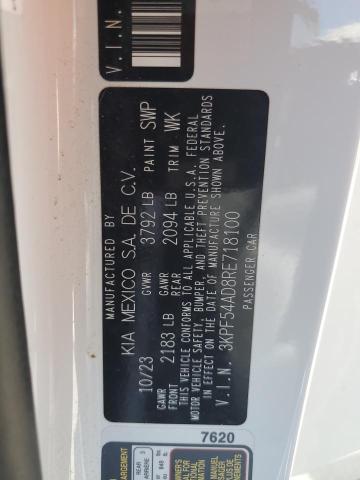 V.I.N.
MANUFACTURED BY
KIA MEXICO S.A. DE C.V.
10/23 GVWR 3792 LB PAINT SWP
GAWR FRONT 2183 LB GAWR REAR 2094 LB TRIM WK
THIS VEHICLE CONFORMS TO ALL APPLICABLE U.S.A. FEDERAL
MOTOR VEHICLE SAFETY, BUMPER, AND THEFT PREVENTION STANDARDS
IN EFFECT ON THE DATE OF MANUFACTURE SHOWN ABOVE.
V.I.N. 3KPF54AD8RE718100
PASSENGER CAR
7620